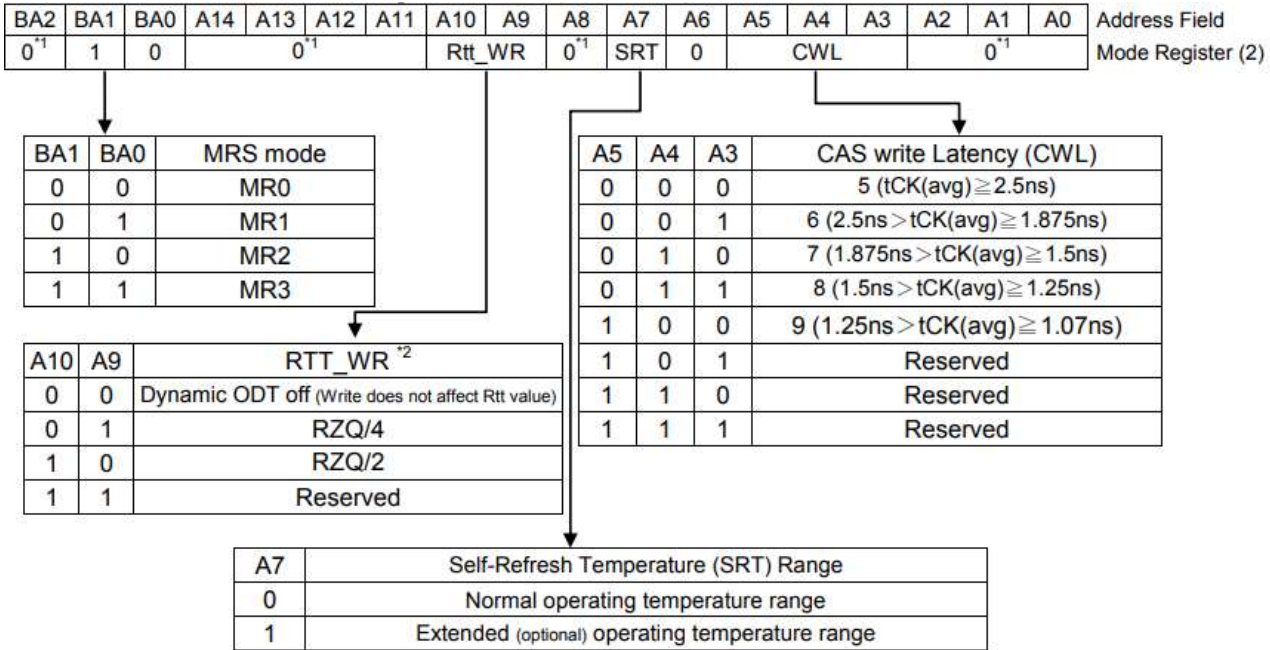 BA2 BA1 BA0 A14 A13 A12 A11 A10 A9 A8 A7 A6 A5 A4 A3 A2 A1 A0 Address Field
0*1 1 0 0*1 Rtt_WR 0*1 SRT 0 CWL 0*1 Mode Register (2)
BA1 BA0 MRS mode
0 0 MR0
0 1 MR1
1 0 MR2
1 1 MR3
A5 A4 A3 CAS write Latency (CWL)
0 0 0 5 (tCK(avg)≧2.5ns)
0 0 1 6 (2.5ns>tCK(avg)≧1.875ns)
0 1 0 7 (1.875ns>tCK(avg)≧1.5ns)
0 1 1 8 (1.5ns>tCK(avg)≧1.25ns)
1 0 0 9 (1.25ns>tCK(avg)≧1.07ns)
1 0 1 Reserved
1 1 0 Reserved
1 1 1 Reserved
A10 A9 RTT_WR *2
0 0 Dynamic ODT off (Write does not affect Rtt value)
0 1 RZQ/4
1 0 RZQ/2
1 1 Reserved
A7 Self-Refresh Temperature (SRT) Range
0 Normal operating temperature range
1 Extended (optional) operating temperature range